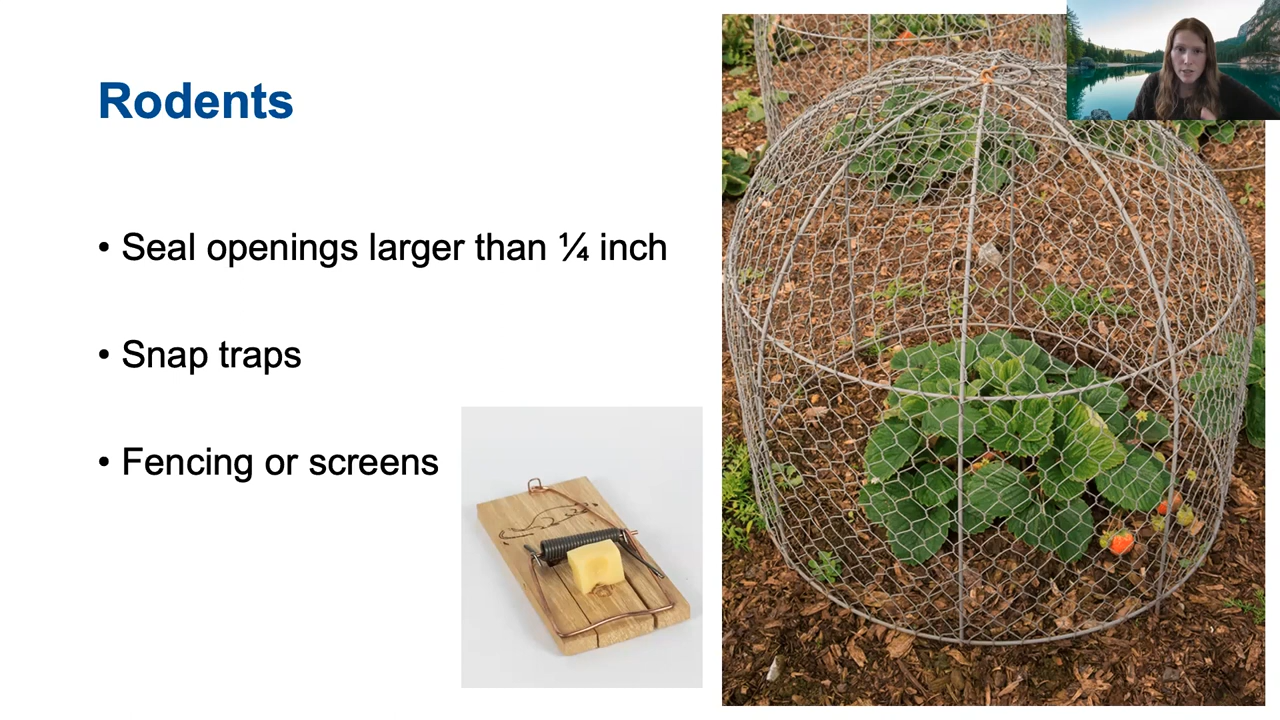 Rodents
• Seal openings larger than ¼ inch
• Snap traps
• Fencing or screens